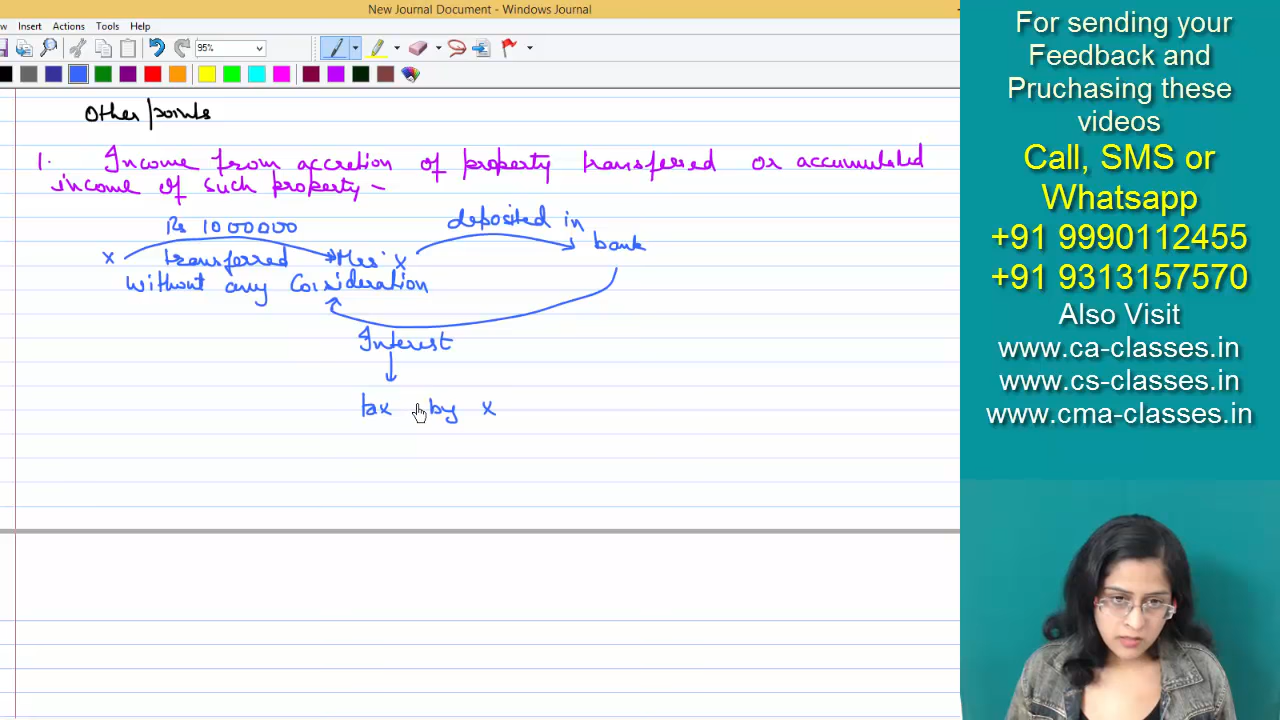 New Journal Document - Windows Journal
Insert Actions Tools Help
95%
Other points
1. Income from accretion of property transferred or accumulated
income of such property -
Rs 1000000
deposited in
x transferred Mrs. x bank
without any Cosideration
Interest
tax by x
For sending your
Feedback and
Pruchasing these
videos
Call, SMS or
Whatsapp
+91 9990112455
+91 9313157570
Also Visit
www.ca-classes.in
www.cs-classes.in
www.cma-classes.in